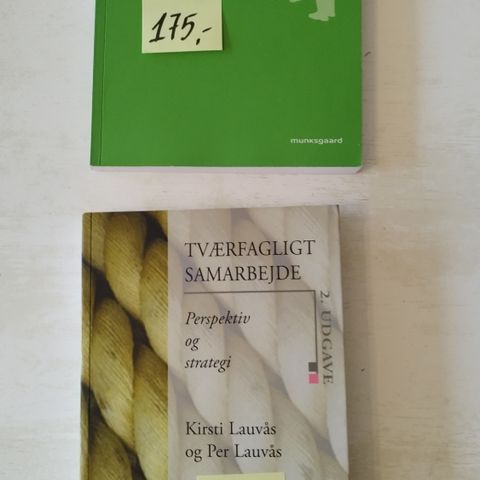 175,-
munksgaard
TVÆRFAGLIGT
SAMARBEJDE
2. UDGAVE
Perspektiv
og
strategi
Kirsti Lauvås
og Per Lauvås